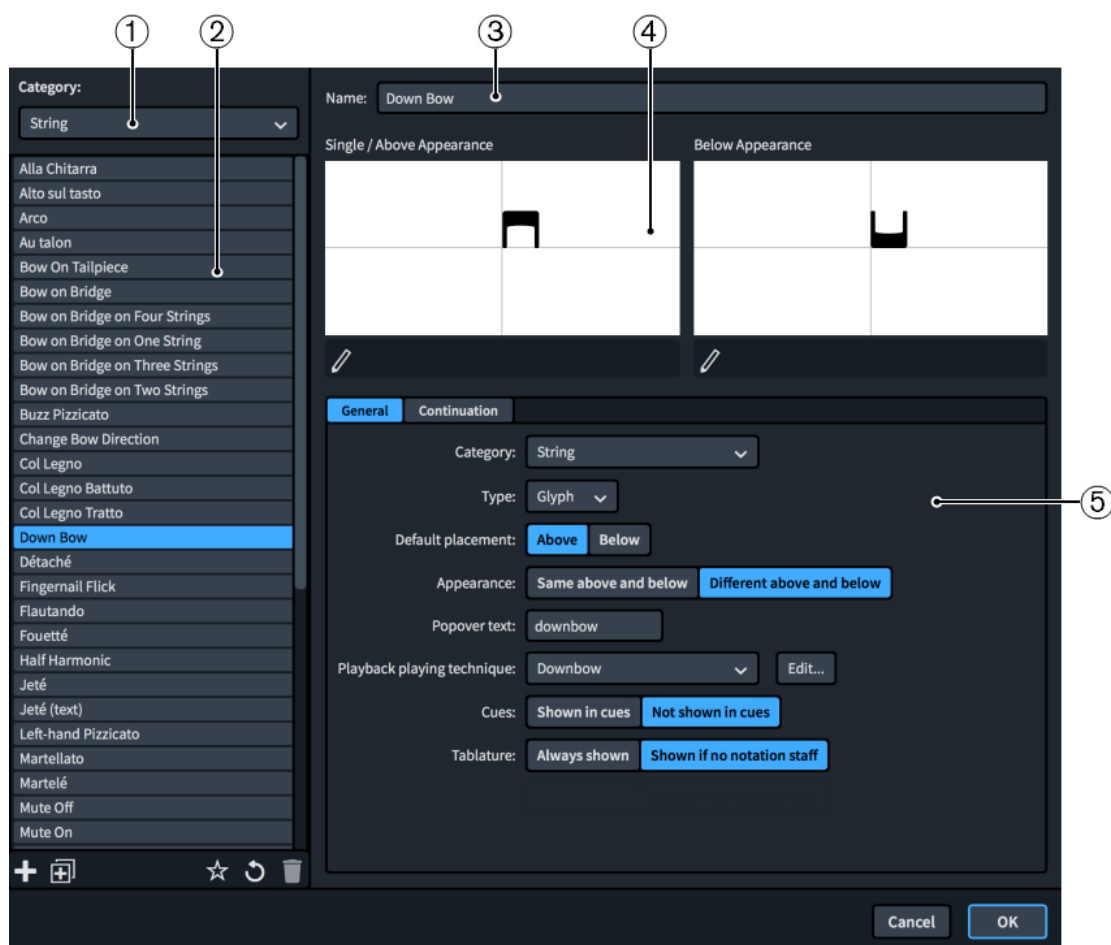 ① ② ③ ④
Category:
String
Alla Chitarra
Alto sul tasto
Arco
Au talon
Bow On Tailpiece
Bow on Bridge
Bow on Bridge on Four Strings
Bow on Bridge on One String
Bow on Bridge on Three Strings
Bow on Bridge on Two Strings
Buzz Pizzicato
Change Bow Direction
Col Legno
Col Legno Battuto
Col Legno Tratto
Down Bow
Détaché
Fingernail Flick
Flautando
Fouetté
Half Harmonic
Jeté
Jeté (text)
Left-hand Pizzicato
Martellato
Martelé
Mute Off
Mute On
Name: Down Bow
Single / Above Appearance Below Appearance
General Continuation
Category: String
Type: Glyph
⑤
Default placement: Above Below
Appearance: Same above and below Different above and below
Popover text: downbow
Playback playing technique: Downbow Edit...
Cues: Shown in cues Not shown in cues
Tablature: Always shown Shown if no notation staff
Cancel OK